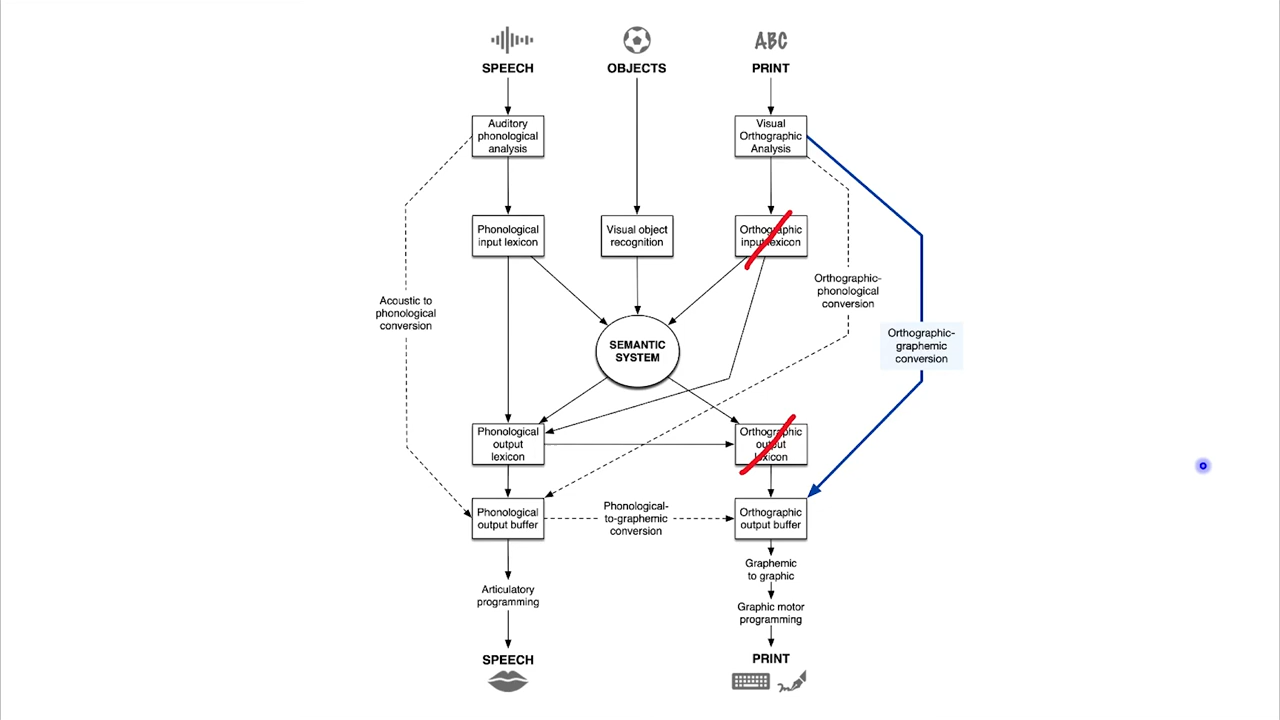 ABC
SPEECH
OBJECTS
PRINT
Auditory
phonological
analysis
Visual
Orthographic
Analysis
Phonological
input lexicon
Visual object
recognition
Orthographic
input lexicon
Acoustic to
phonological
conversion
Orthographic-
phonological
conversion
Orthographic-
graphemic
conversion
SEMANTIC
SYSTEM
Phonological
output
lexicon
Orthographic
output
lexicon
Phonological
output buffer
Phonological-
to-graphemic
conversion
Orthographic
output buffer
Graphemic
to graphic
Articulatory
programming
Graphic motor
programming
SPEECH
PRINT